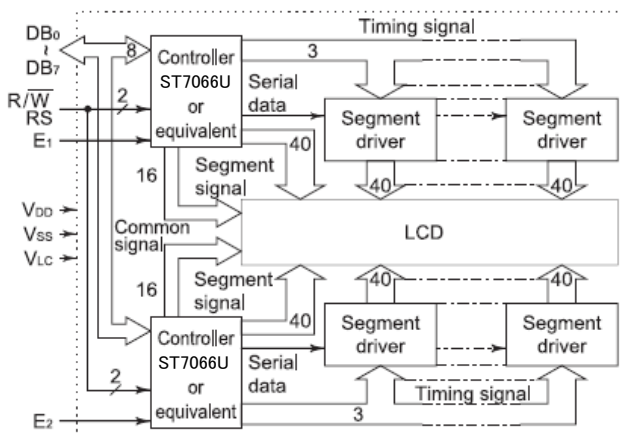 Timing signal
DB₀
~
DB₇
8
Controller
ST7066U
or
equivalent
3
R/W̅
RS
2
Serial
data
Segment
driver
Segment
driver
E₁
40
16
Segment
signal
40
40
VDD
VSS
VLC
Common
signal
LCD
16
Segment
signal
40
40
40
Controller
ST7066U
or
equivalent
Segment
driver
Segment
driver
Serial
data
2
Timing signal
E₂
3